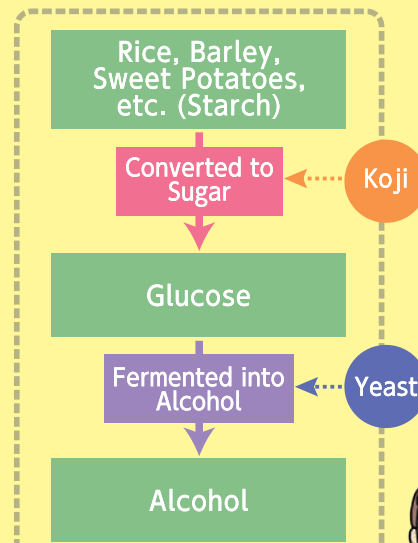 Rice, Barley,
Sweet Potatoes,
etc. (Starch)
Converted to
Sugar
Koji
Glucose
Fermented into
Alcohol
Yeast
Alcohol